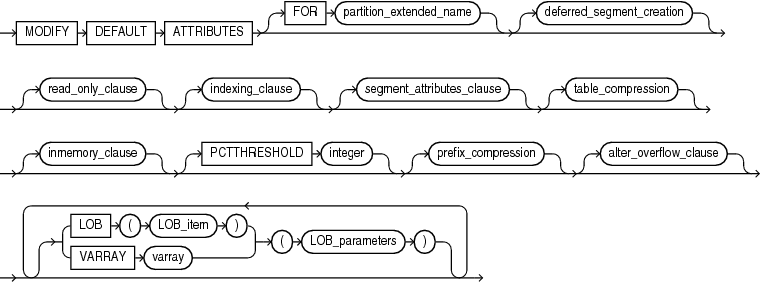 MODIFY DEFAULT ATTRIBUTES FOR partition_extended_name deferred_segment_creation
read_only_clause indexing_clause segment_attributes_clause table_compression
inmemory_clause PCTTHRESHOLD integer prefix_compression alter_overflow_clause
LOB ( LOB_item )
( LOB_parameters )
VARRAY varray